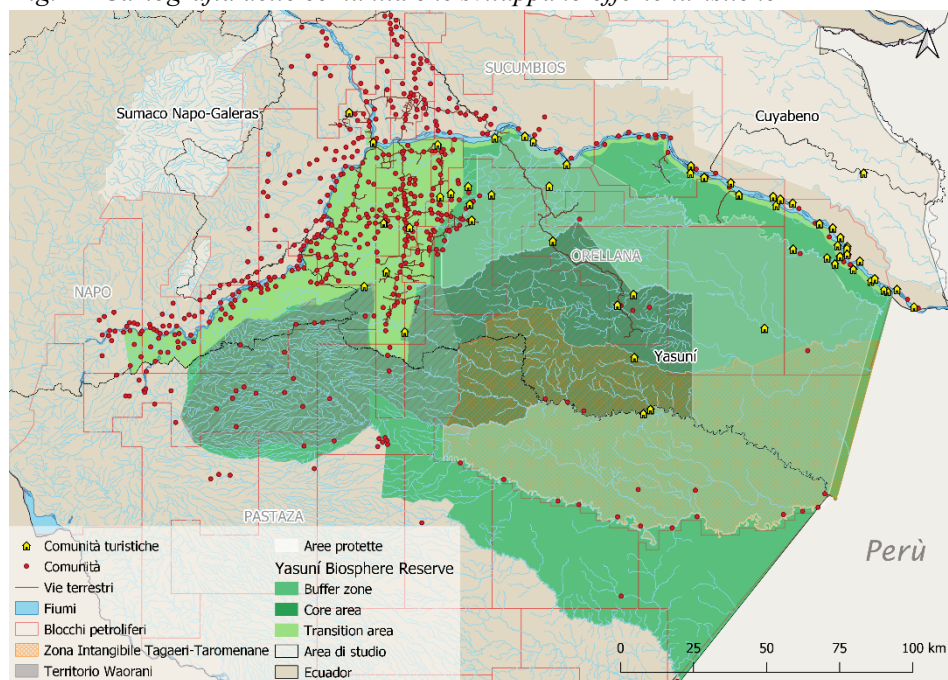 SUCUMBIOS
Sumaco Napo-Galeras
Cuyabeno
ORELLANA
NAPO
Yasuní
PASTAZA
Perù
Comunità turistiche
Comunità
Vie terrestri
Fiumi
Blocchi petroliferi
Zona Intangibile Tagaeri-Taromenane
Territorio Waorani
Aree protette
Yasuní Biosphere Reserve
Buffer zone
Core area
Transition area
Area di studio
Ecuador
0 25 50 75 100 km